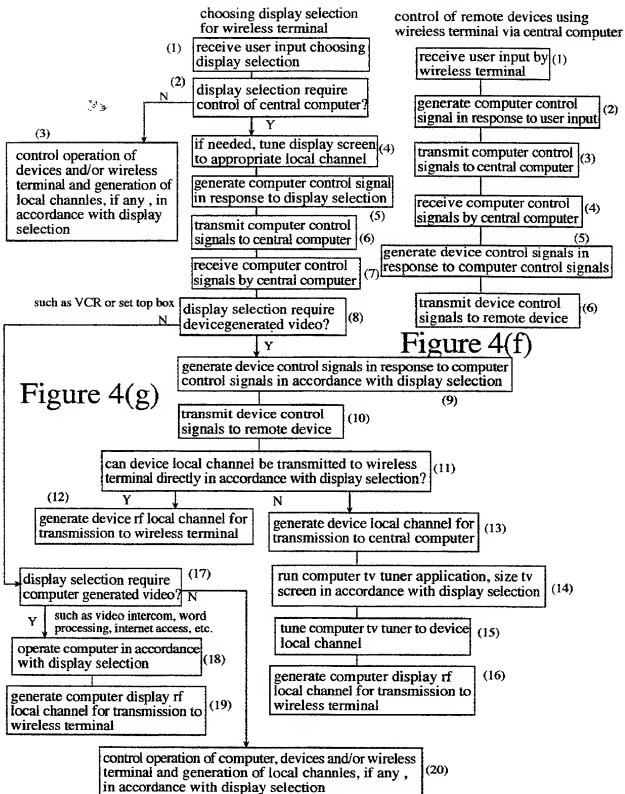 choosing display selection
for wireless terminal
(1)
receive user input choosing
display selection
(2)
display selection require
control of central computer?
N
Y
(3)
control operation of
devices and/or wireless
terminal and generation of
local channles, if any , in
accordance with display
selection
if needed, tune display screen
to appropriate local channel
(4)
generate computer control signal
in response to display selection
(5)
transmit computer control
signals to central computer
(6)
receive computer control
signals by central computer
(7)
such as VCR or set top box
N
display selection require
devicegenerated video?
(8)
Y
Figure 4(g)
generate device control signals in response to computer
control signals in accordance with display selection
(9)
transmit device control
signals to remote device
(10)
can device local channel be transmitted to wireless
terminal directly in accordance with display selection?
(11)
(12)
Y
N
generate device rf local channel for
transmission to wireless terminal
generate device local channel for
transmission to central computer
(13)
run computer tv tuner application, size tv
screen in accordance with display selection
(14)
tune computer tv tuner to device
local channel
(15)
generate computer display rf
local channel for transmission to
wireless terminal
(16)
display selection require
computer generated video?
(17)
N
Y
such as video intercom, word
processing, internet access, etc.
operate computer in accordance
with display selection
(18)
generate computer display rf
local channel for transmission to
wireless terminal
(19)
control operation of computer, devices and/or wireless
terminal and generation of local channles, if any ,
in accordance with display selection
(20)
control of remote devices using
wireless terminal via central computer
receive user input by
wireless terminal
(1)
generate computer control
signal in response to user input
(2)
transmit computer control
signals to central computer
(3)
receive computer control
signals by central computer
(4)
(5)
generate device control signals in
response to computer control signals
transmit device control
signals to remote device
(6)
Figure 4(f)